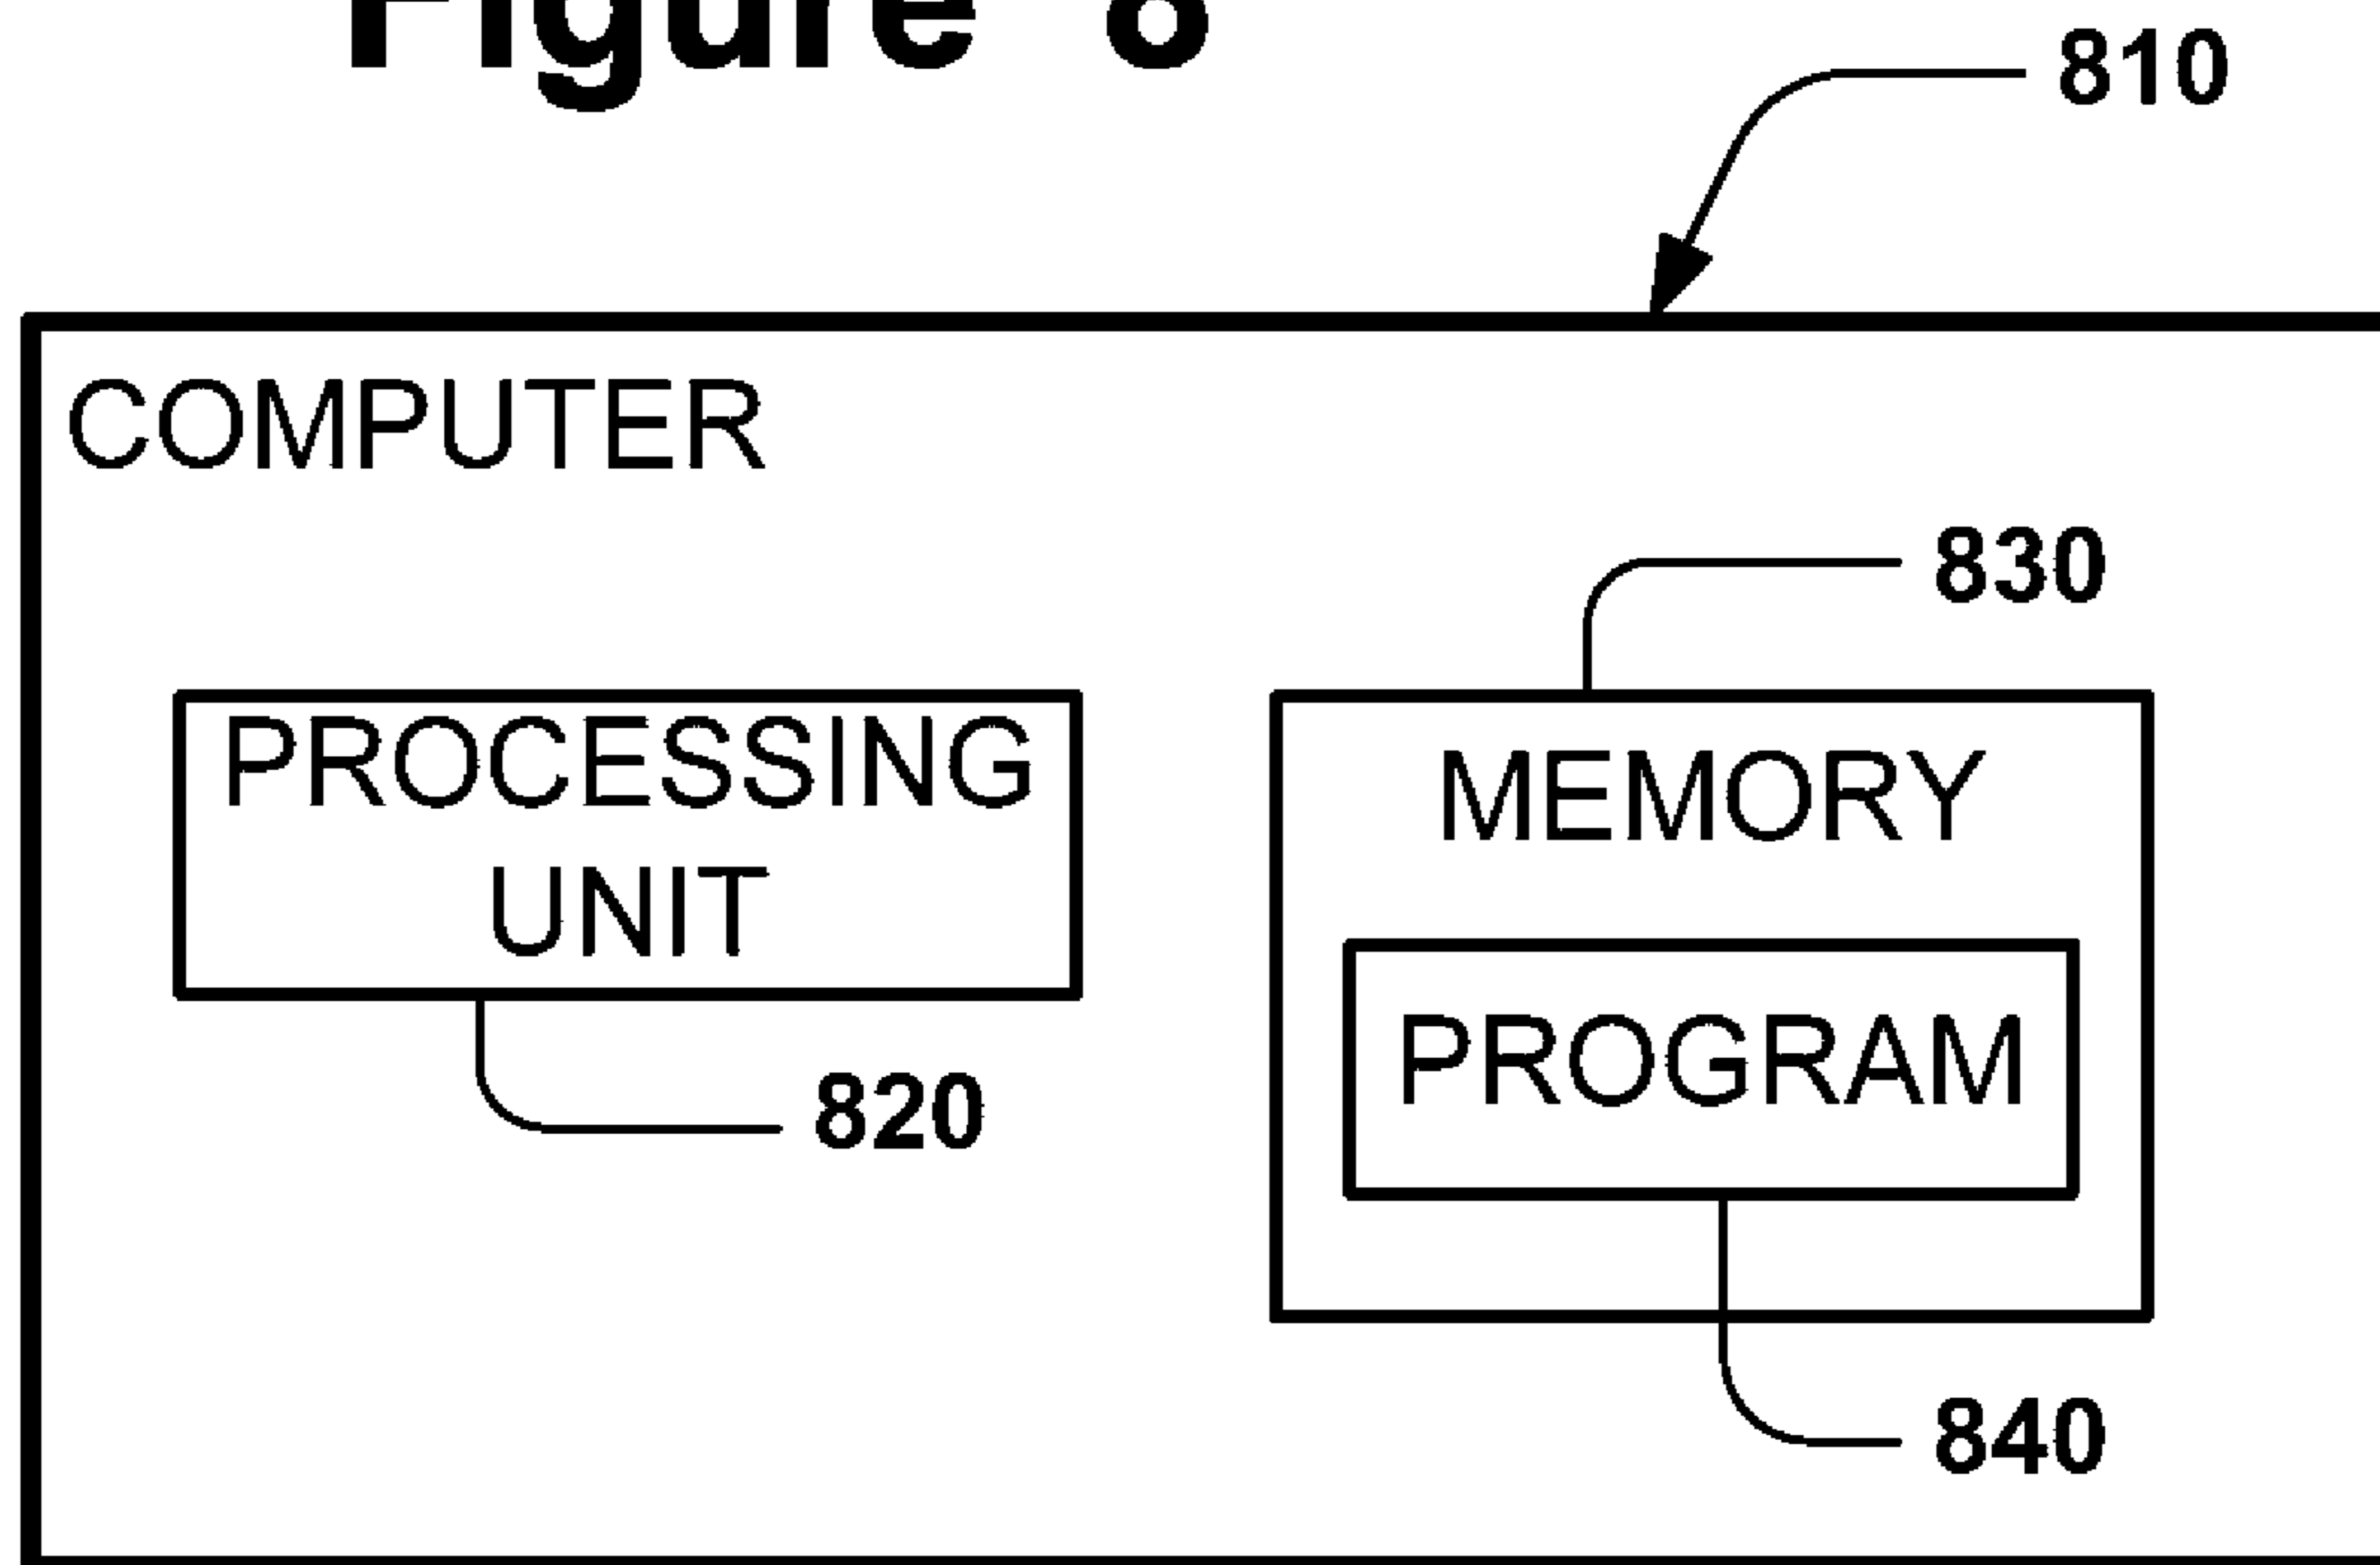 Figure 8
810
COMPUTER
830
PROCESSING
UNIT
MEMORY
PROGRAM
820
840